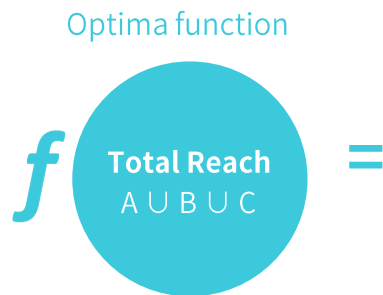 Optima function
f Total Reach =
A ∪ B ∪ C